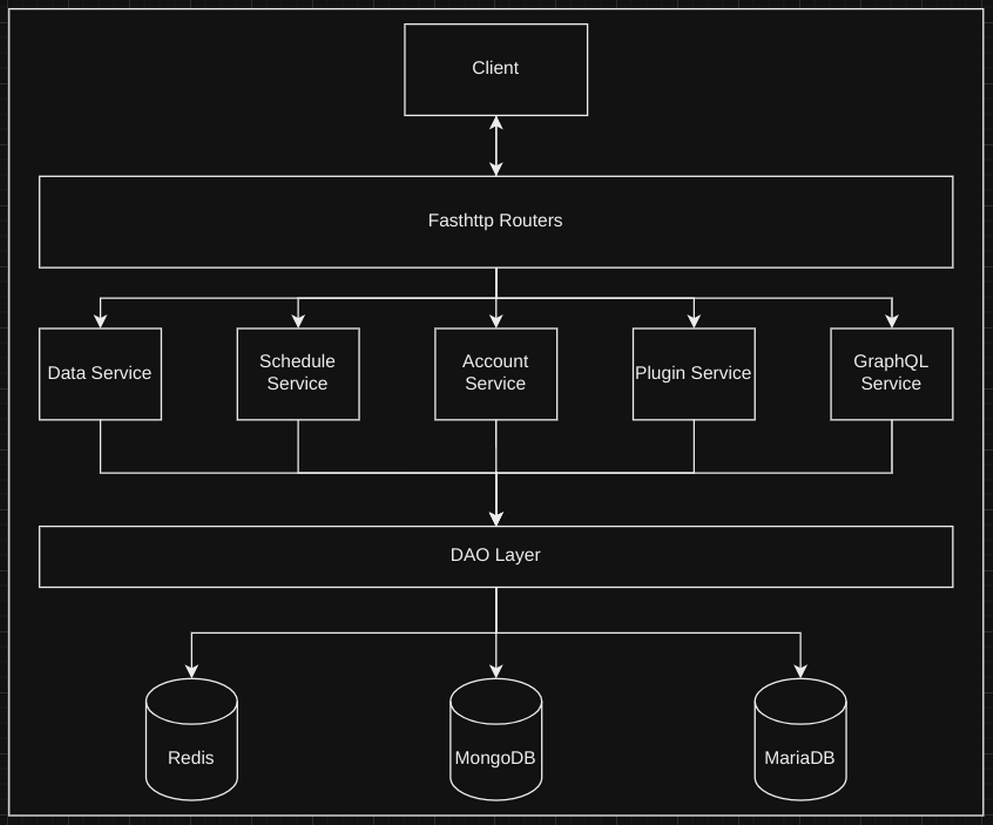 Client
Fasthttp Routers
Data Service
Schedule
Service
Account
Service
Plugin Service
GraphQL
Service
DAO Layer
Redis
MongoDB
MariaDB